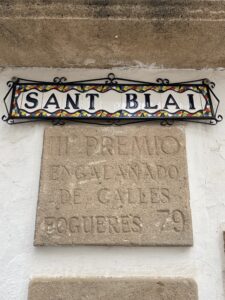 SANT BLAI
II PREMIO
ENGALANADO
DE CALLES
FOGUERES 79